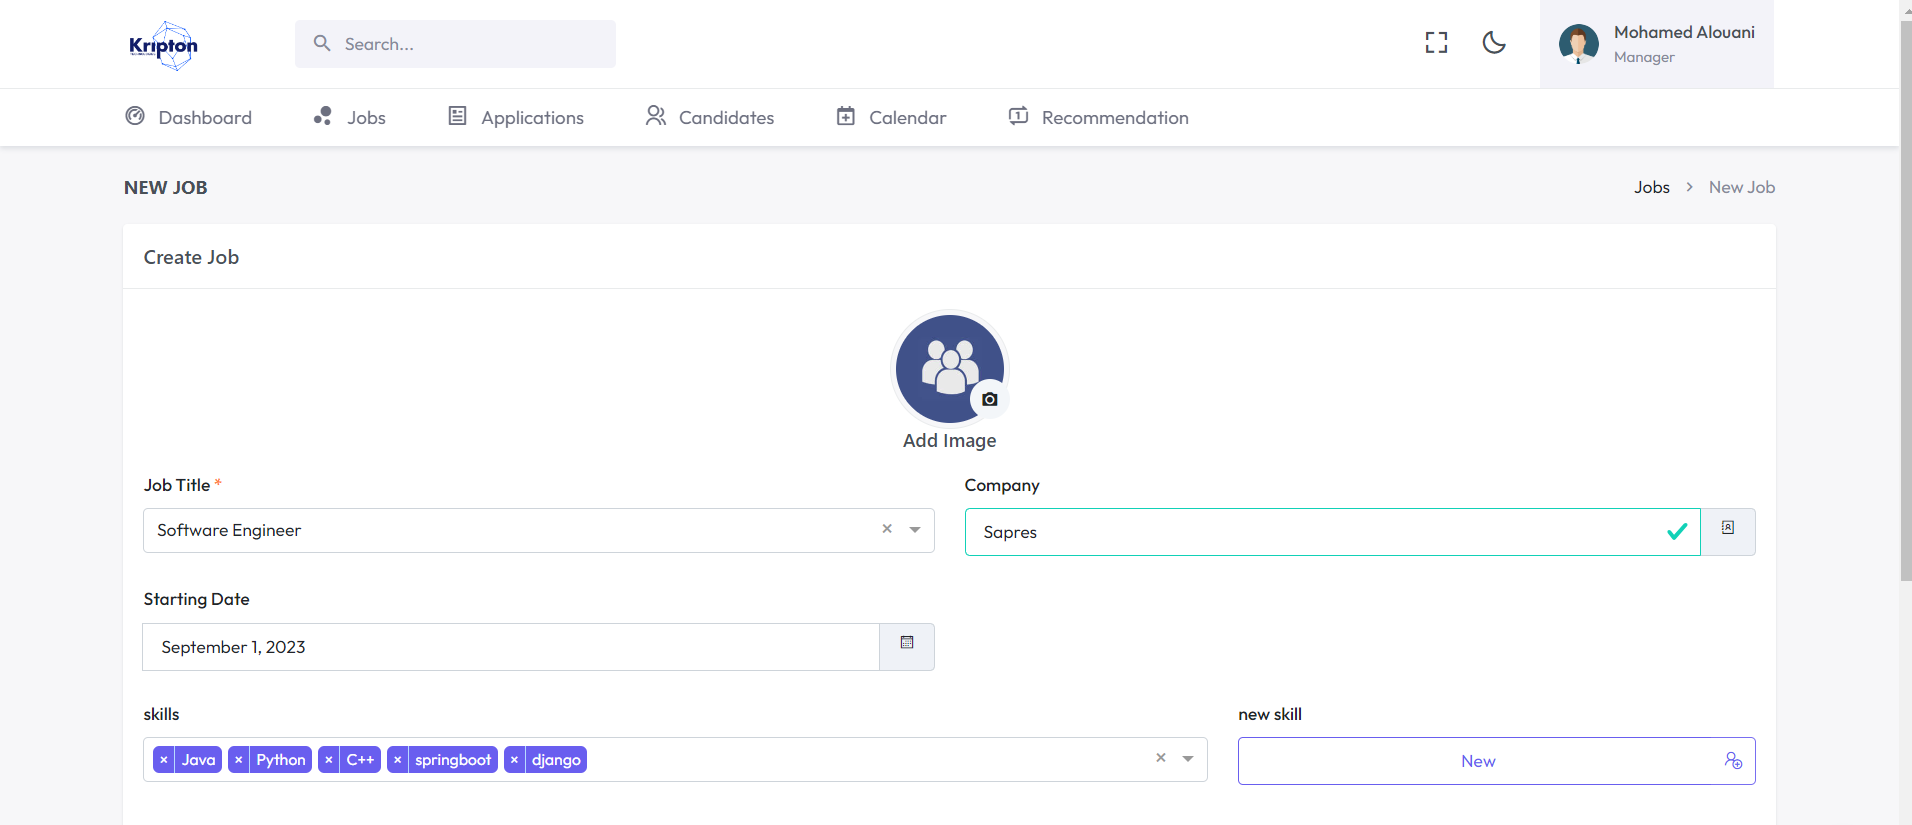 Kripton
Search...
Mohamed Alouani
Manager
Dashboard
Jobs
Applications
Candidates
Calendar
Recommendation
NEW JOB
Jobs > New Job
Create Job
Add Image
Job Title *
Company
Software Engineer
Sapres
Starting Date
September 1, 2023
skills
new skill
× Java × Python × C++ × springboot × django
New